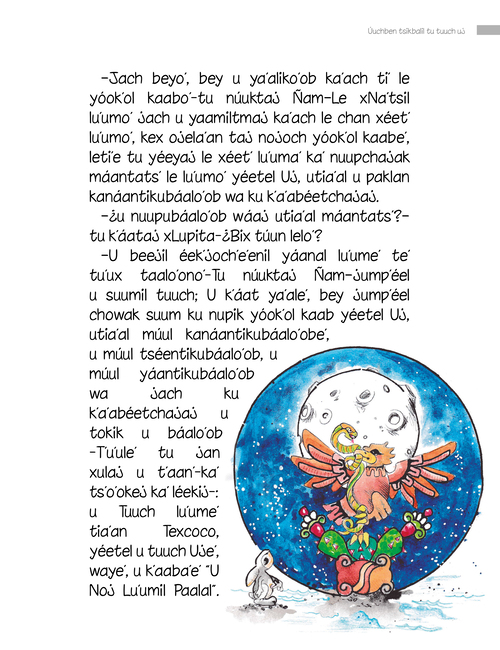 Úuchben tsikbalil tu tuuch uj
-Jach beyo', bey u ya'aliko'ob ka'ach ti' le
yóok'ol kaabo'-tu núuktaj Ñam-Le xNa'tsil
lu'umo' jach u yaamiltmaj ka'ach le chan xéet'
lu'umo', kex ojela'an taj nojoch yóok'ol kaabe',
leti'e tu yéeyaj le xéet' lu'uma' ka' nuupchajak
máantats' le lu'umo' yéetel Uj, utia'al u paklan
kanáantikubáalo'ob wa ku k'a'abéetchajaj.
-¿u nuupubáalo'ob wáaj utia'al máantats'?-
tu k'áataj xLupita-¿Bix túun lelo'?
-U beejil éek'joch'e'enil yáanal lu'ume' te'
tu'ux taalo'ono'-Tu núuktaj Ñam-jump'éel
u suumil tuuch; U k'áat ya'ale', bey jump'éel
chowak suum ku nupik yóok'ol kaab yéetel Uj,
utia'al múul kanáantikubáalo'obe',
u múul tséentikubáalo'ob, u
múul yáantikubáalo'ob
wa jach ku
k'a'abéetchajaj u
tokik u báalo'ob
-T'u'ule' tu jan
xulaj u t'aan'-ka'
ts'o'okej ka' léekij-:
u Tuuch lu'ume'
tia'an Texcoco,
yéetel u tuuch Uje',
waye', u k'aaba'e' "U
Noj Lu'umil Paalal".